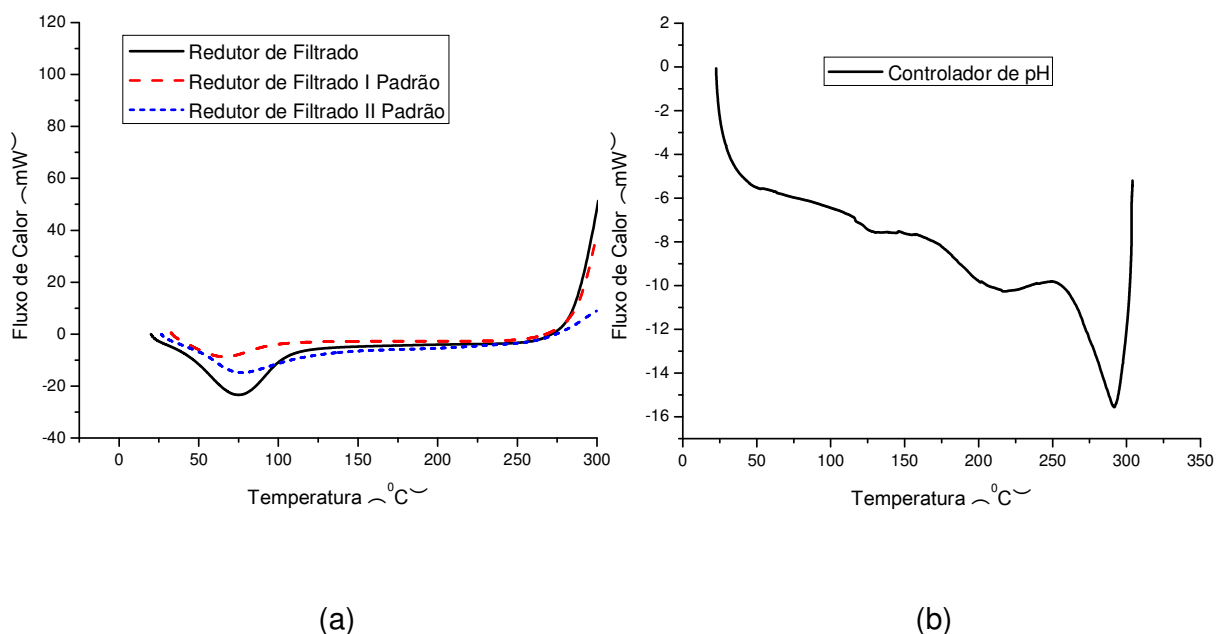 120
100
80
60
40
20
0
-20
-40
Fluxo de Calor (mW)
Redutor de Filtrado
Redutor de Filtrado I Padrão
Redutor de Filtrado II Padrão
0 50 100 150 200 250 300
Temperatura (⁰C)
2
0
-2
-4
-6
-8
-10
-12
-14
-16
Fluxo de Calor (mW)
Controlador de pH
0 50 100 150 200 250 300 350
Temperatura (⁰C)
(a) (b)